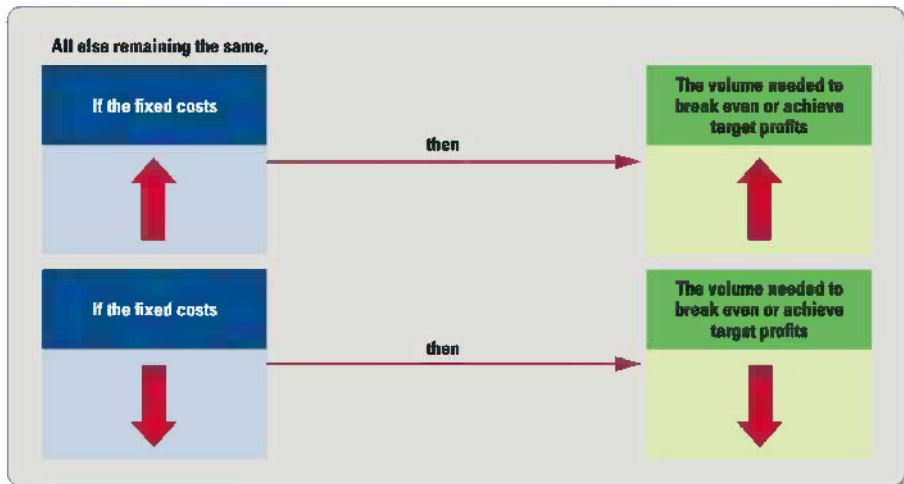 All else remaining the same,
If the fixed costs
then
The volume needed to
break even or achieve
target profits
If the fixed costs
then
The volume needed to
break even or achieve
target profits